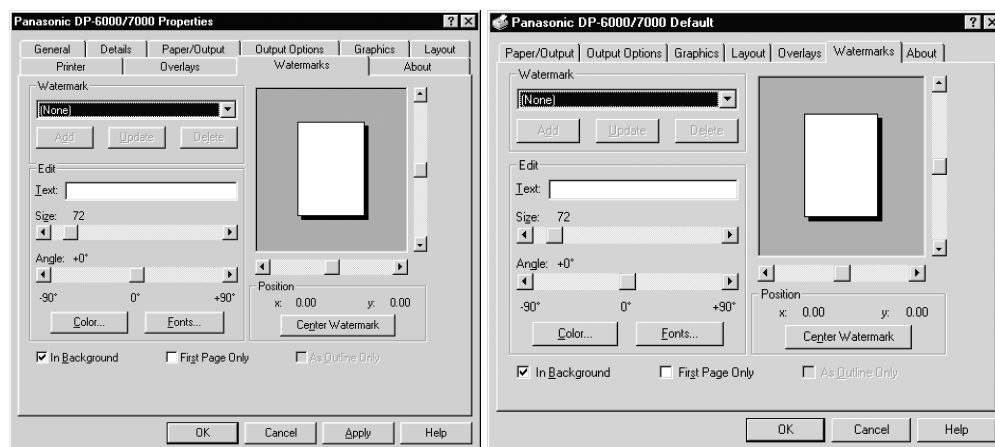 Panasonic DP-6000/7000 Properties
General Details Paper/Output Output Options Graphics Layout
Printer Overlays Watermarks About
Watermark
(None)
Add Update Delete
Edit
Text:
Size: 72
Angle: +0°
-90° 0° +90°
Color... Fonts...
Position
x: 0.00 y: 0.00
Center Watermark
In Background First Page Only As Outline Only
OK Cancel Apply Help
Panasonic DP-6000/7000 Default
Paper/Output Output Options Graphics Layout Overlays Watermarks About
Watermark
(None)
Add Update Delete
Edit
Text:
Size: 72
Angle: +0°
-90° 0° +90°
Color... Fonts...
Position
x: 0.00 y: 0.00
Center Watermark
In Background First Page Only As Outline Only
OK Cancel Help